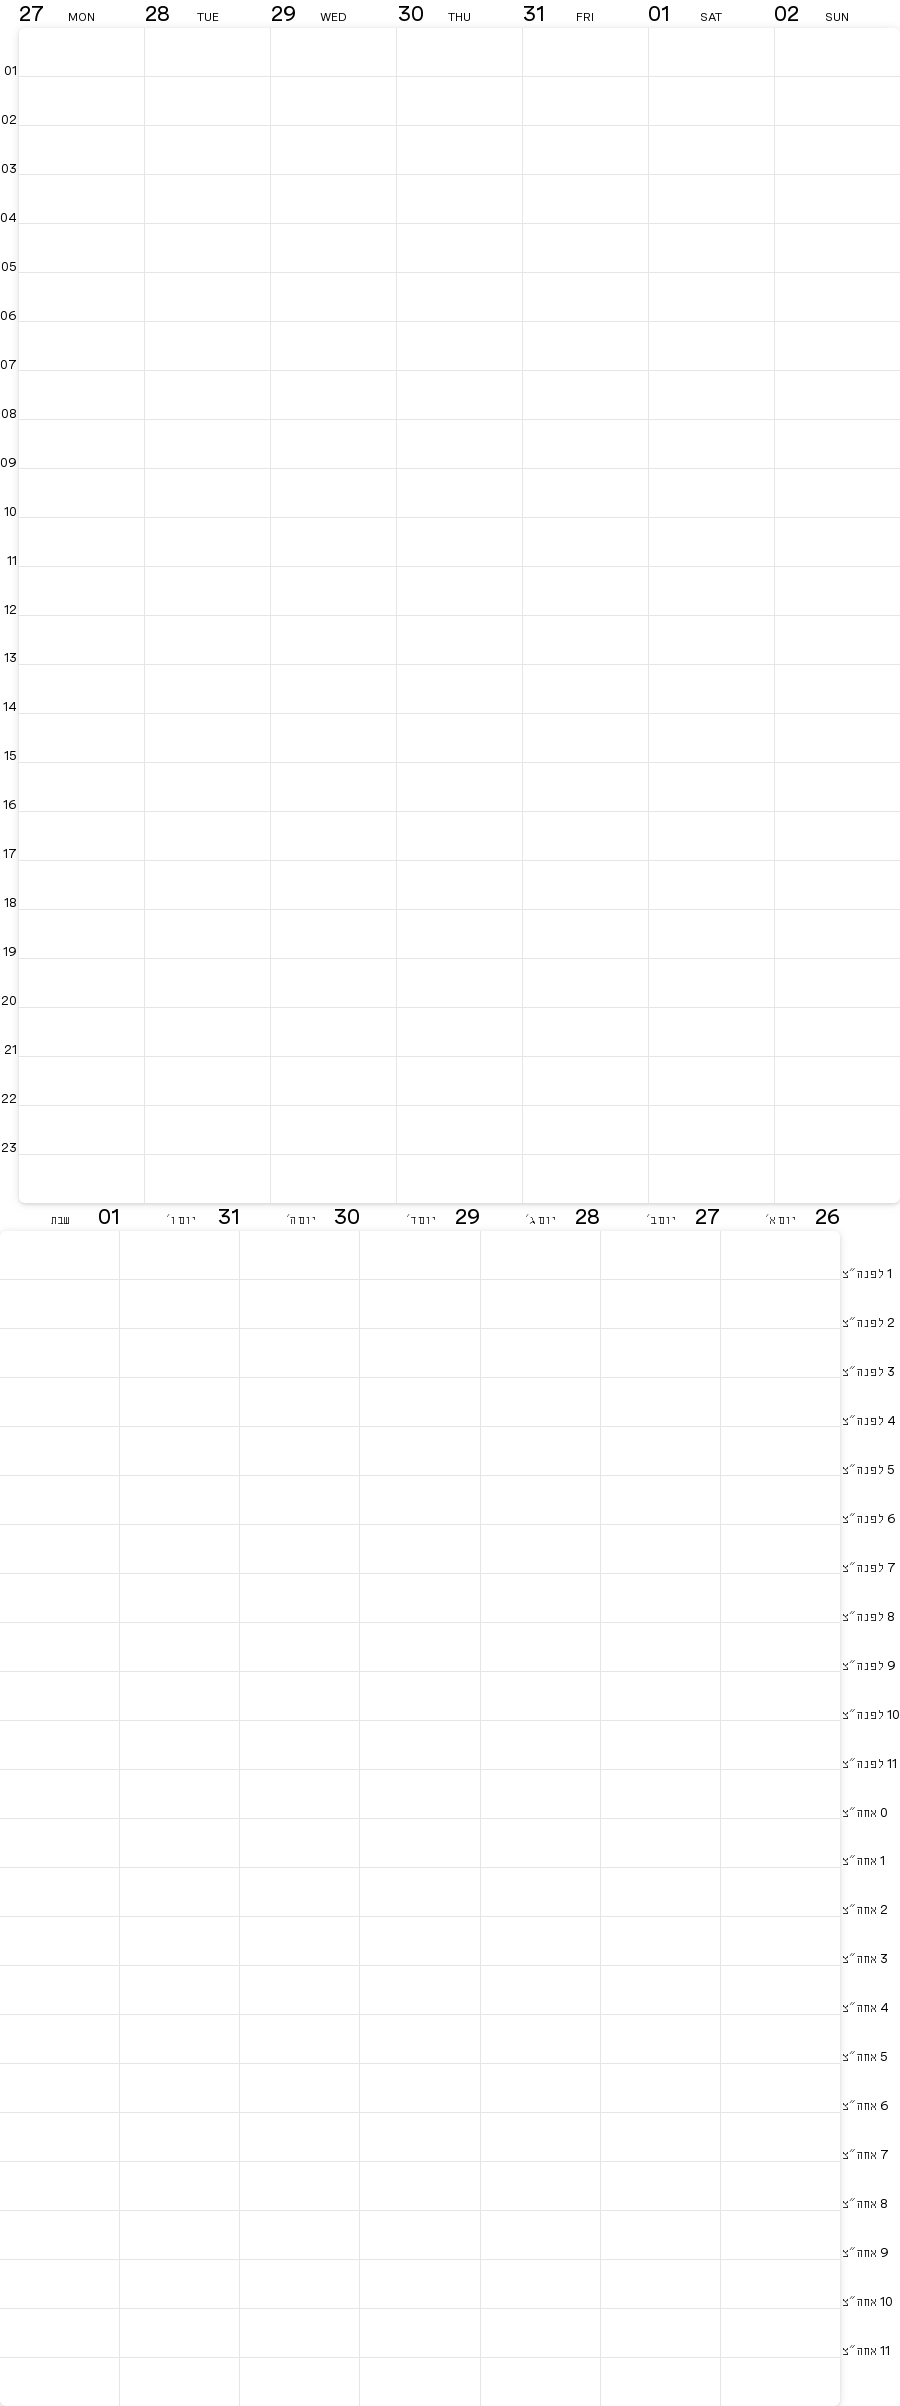 27 MON 28 TUE 29 WED 30 THU 31 FRI 01 SAT 02 SUN
01
02
03
04
05
06
07
08
09
10
11
12
13
14
15
16
17
18
19
20
21
22
23
26 יום א׳ 27 יום ב׳ 28 יום ג׳ 29 יום ד׳ 30 יום ה׳ 31 יום ו׳ 01 שבת
1 לפנה״צ
2 לפנה״צ
3 לפנה״צ
4 לפנה״צ
5 לפנה״צ
6 לפנה״צ
7 לפנה״צ
8 לפנה״צ
9 לפנה״צ
10 לפנה״צ
11 לפנה״צ
0 אחה״צ
1 אחה״צ
2 אחה״צ
3 אחה״צ
4 אחה״צ
5 אחה״צ
6 אחה״צ
7 אחה״צ
8 אחה״צ
9 אחה״צ
10 אחה״צ
11 אחה״צ